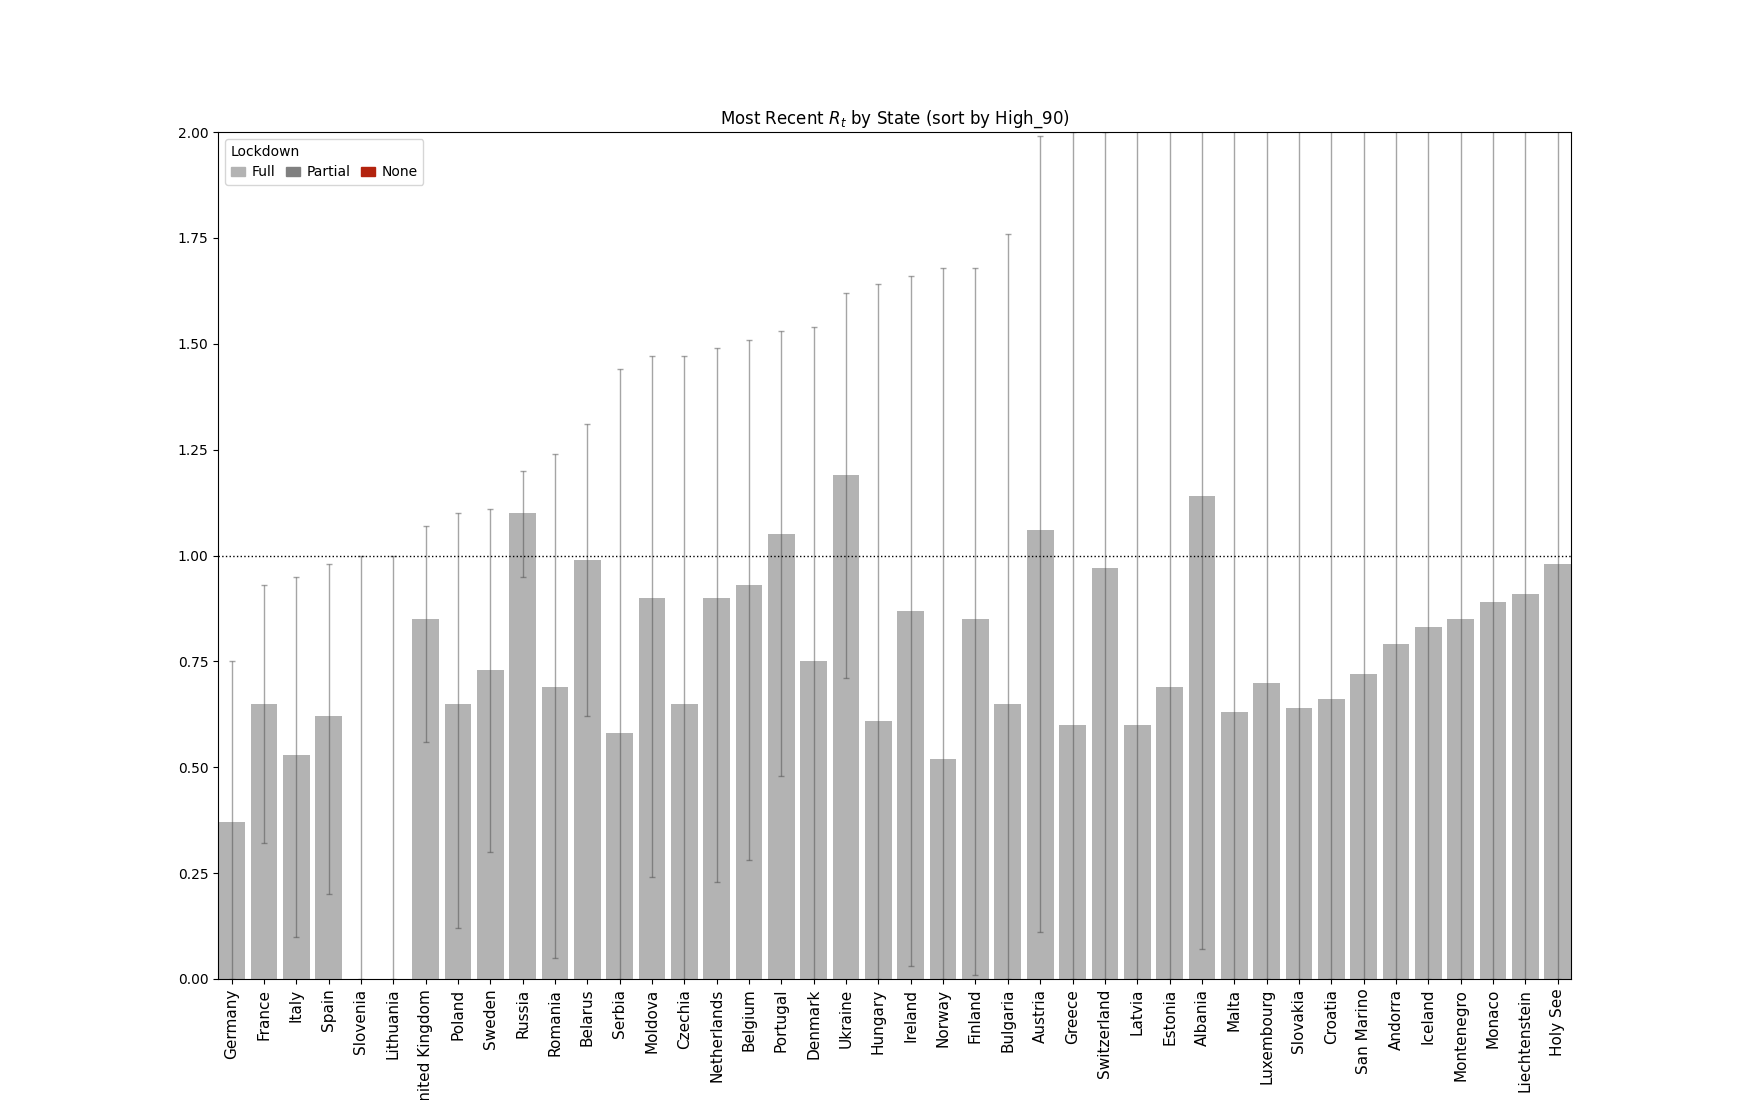 Most Recent R_t by State (sort by High_90)
Lockdown
Full Partial None
2.00
1.75
1.50
1.25
1.00
0.75
0.50
0.25
0.00
Germany
France
Italy
Spain
Slovenia
Lithuania
nited Kingdom
Poland
Sweden
Russia
Romania
Belarus
Serbia
Moldova
Czechia
Netherlands
Belgium
Portugal
Denmark
Ukraine
Hungary
Ireland
Norway
Finland
Bulgaria
Austria
Greece
Switzerland
Latvia
Estonia
Albania
Malta
Luxembourg
Slovakia
Croatia
San Marino
Andorra
Iceland
Montenegro
Monaco
Liechtenstein
Holy See